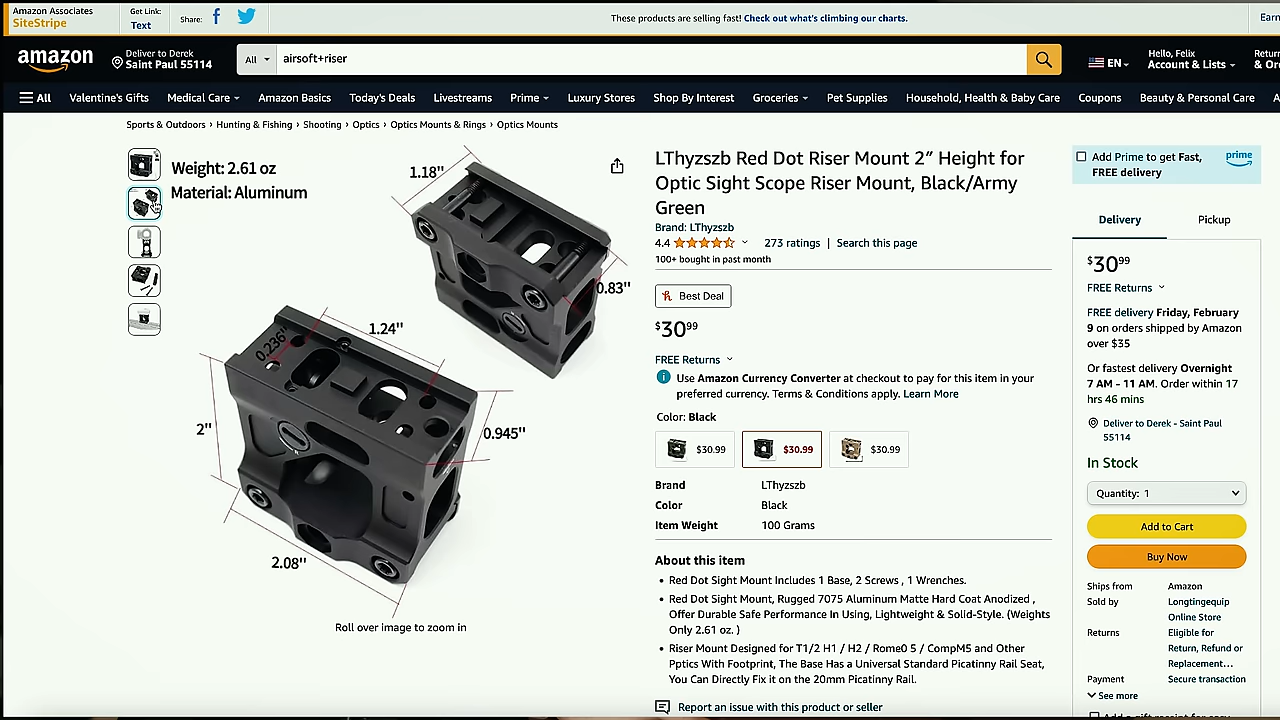 Amazon Associates
SiteStripe
Get Link:
Text
Share:
These products are selling fast! Check out what's climbing our charts.
Earn
amazon
Deliver to Derek
Saint Paul 55114
All
airsoft+riser
EN
Hello, Felix
Account & Lists
Return
& Or
All
Valentine's Gifts
Medical Care
Amazon Basics
Today's Deals
Livestreams
Prime
Luxury Stores
Shop By Interest
Groceries
Pet Supplies
Household, Health & Baby Care
Coupons
Beauty & Personal Care
A
Sports & Outdoors › Hunting & Fishing › Shooting › Optics › Optics Mounts & Rings › Optics Mounts
Weight: 2.61 oz
Material: Aluminum
1.18"
0.83"
1.24"
0.236"
2"
0.945"
2.08"
Roll over image to zoom in
LThyzszb Red Dot Riser Mount 2″ Height for
Optic Sight Scope Riser Mount, Black/Army
Green
Brand: LThyzszb
4.4
273 ratings | Search this page
100+ bought in past month
Best Deal
$30 99
FREE Returns
Use Amazon Currency Converter at checkout to pay for this item in your
preferred currency. Terms & Conditions apply. Learn More
Color: Black
$30.99
$30.99
$30.99
Brand LThyzszb
Color Black
Item Weight 100 Grams
About this item
• Red Dot Sight Mount Includes 1 Base, 2 Screws , 1 Wrenches.
• Red Dot Sight Mount, Rugged 7075 Aluminum Matte Hard Coat Anodized ,
Offer Durable Safe Performance In Using, Lightweight & Solid-Style. (Weights
Only 2.61 oz. )
• Riser Mount Designed for T1/2 H1 / H2 / Rome0 5 / CompM5 and Other
Pptics With Footprint, The Base Has a Universal Standard Picatinny Rail Seat,
You Can Directly Fix it on the 20mm Picatinny Rail.
Report an issue with this product or seller
Add Prime to get Fast,
FREE delivery
prime
Delivery
Pickup
$30 99
FREE Returns
FREE delivery Friday, February
9 on orders shipped by Amazon
over $35
Or fastest delivery Overnight
7 AM - 11 AM. Order within 17
hrs 46 mins
Deliver to Derek - Saint Paul
55114
In Stock
Quantity: 1
Add to Cart
Buy Now
Ships from Amazon
Sold by Longtingequip
Online Store
Returns Eligible for
Return, Refund or
Replacement...
Payment Secure transaction
See more
Add a gift receipt for easy